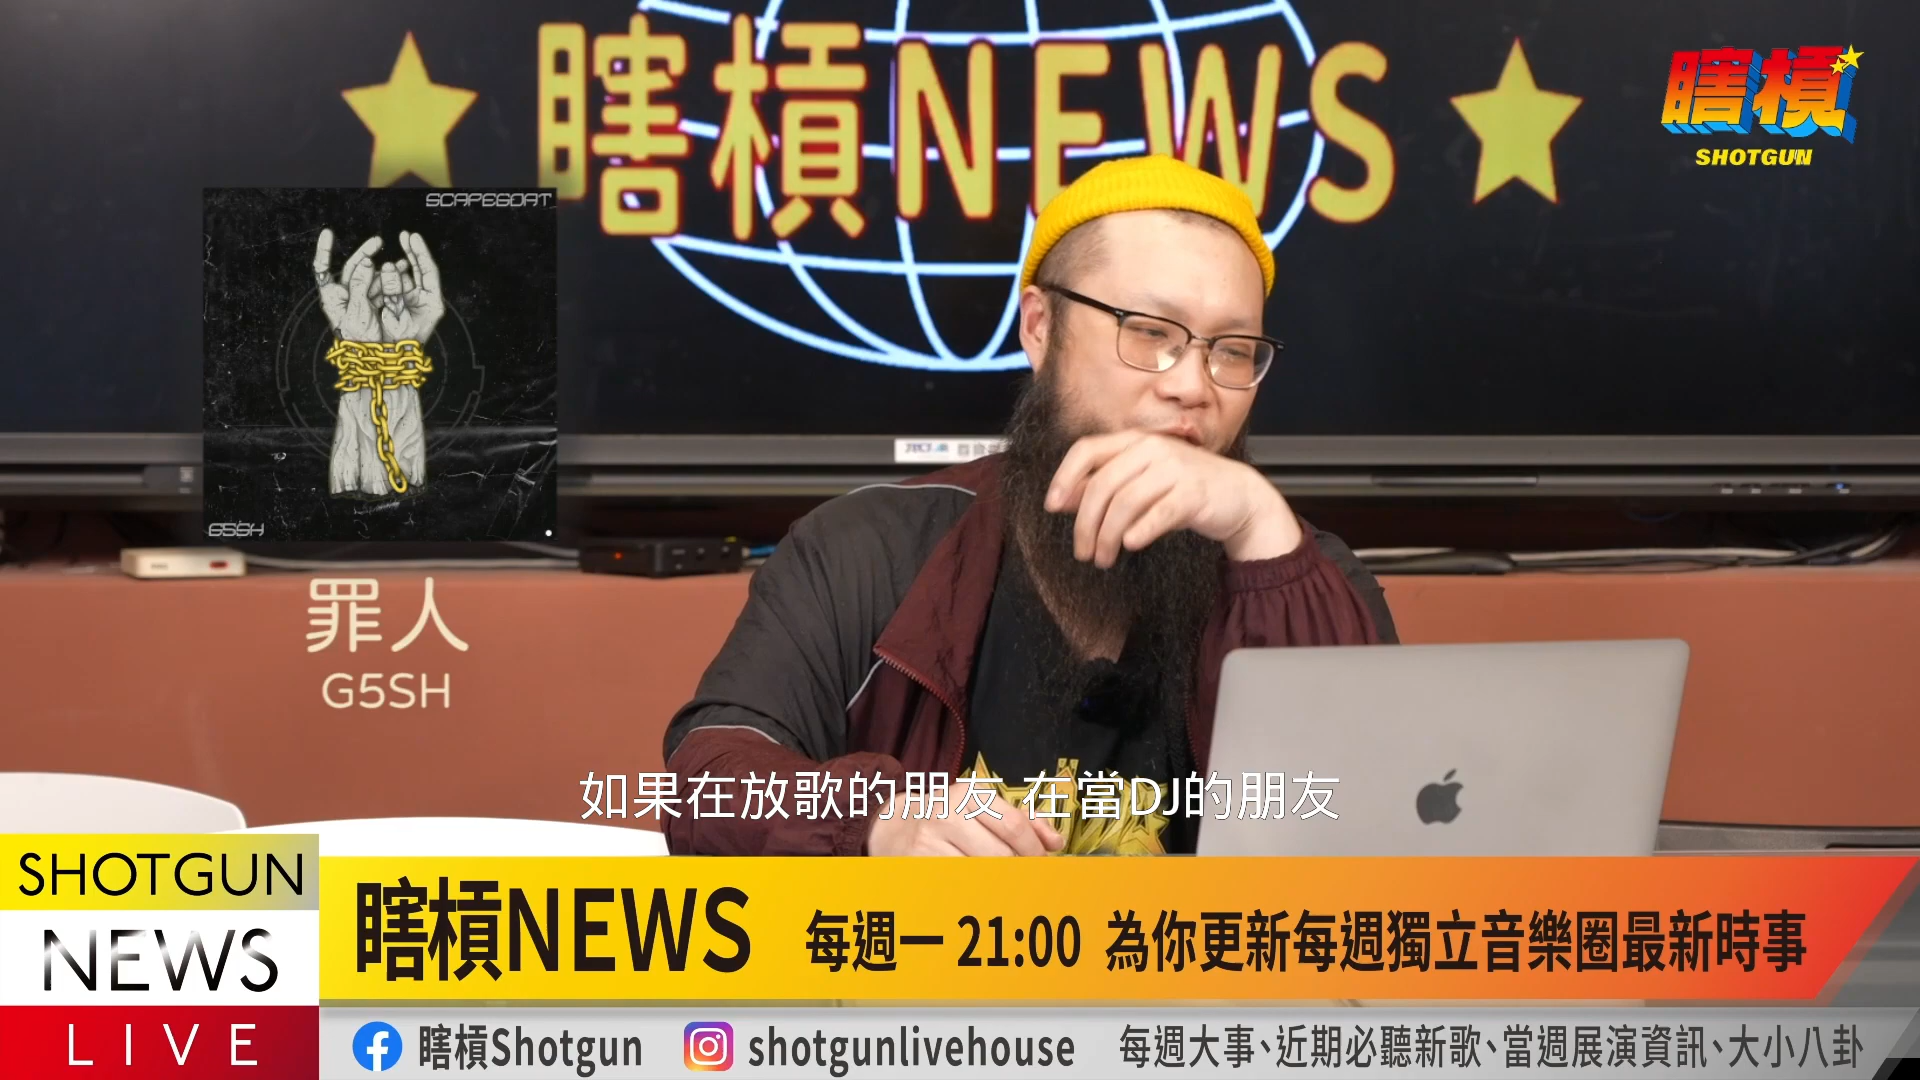 瞎槓NEWS
瞎槓
SHOTGUN
SCAPEGOAT
G5SH
罪人
G5SH
如果在放歌的朋友 在當DJ的朋友
SHOTGUN
NEWS
LIVE
瞎槓NEWS 每週一 21:00 為你更新每週獨立音樂圈最新時事
瞎槓Shotgun shotgunlivehouse 每週大事、近期必聽新歌、當週展演資訊、大小八卦